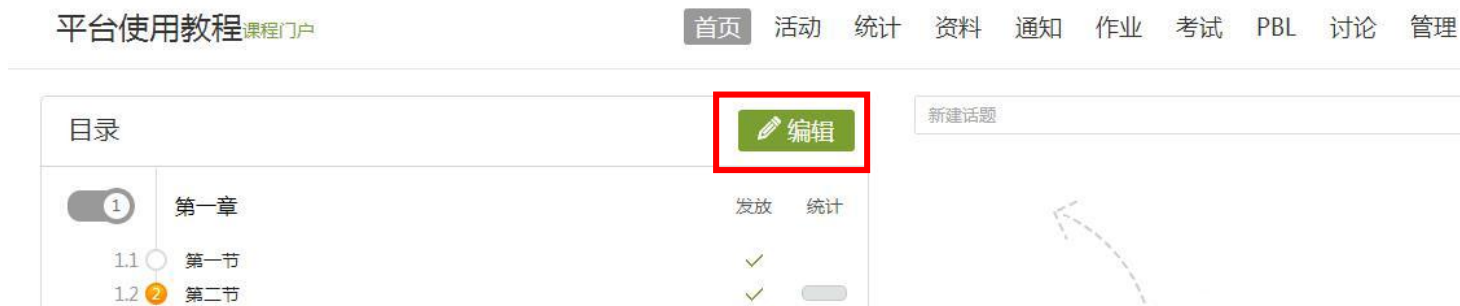 平台使用教程课程门户
首页 活动 统计 资料 通知 作业 考试 PBL 讨论 管理
目录
编辑
新建话题
1 第一章 发放 统计
1.1 第一节
1.2 2 第二节